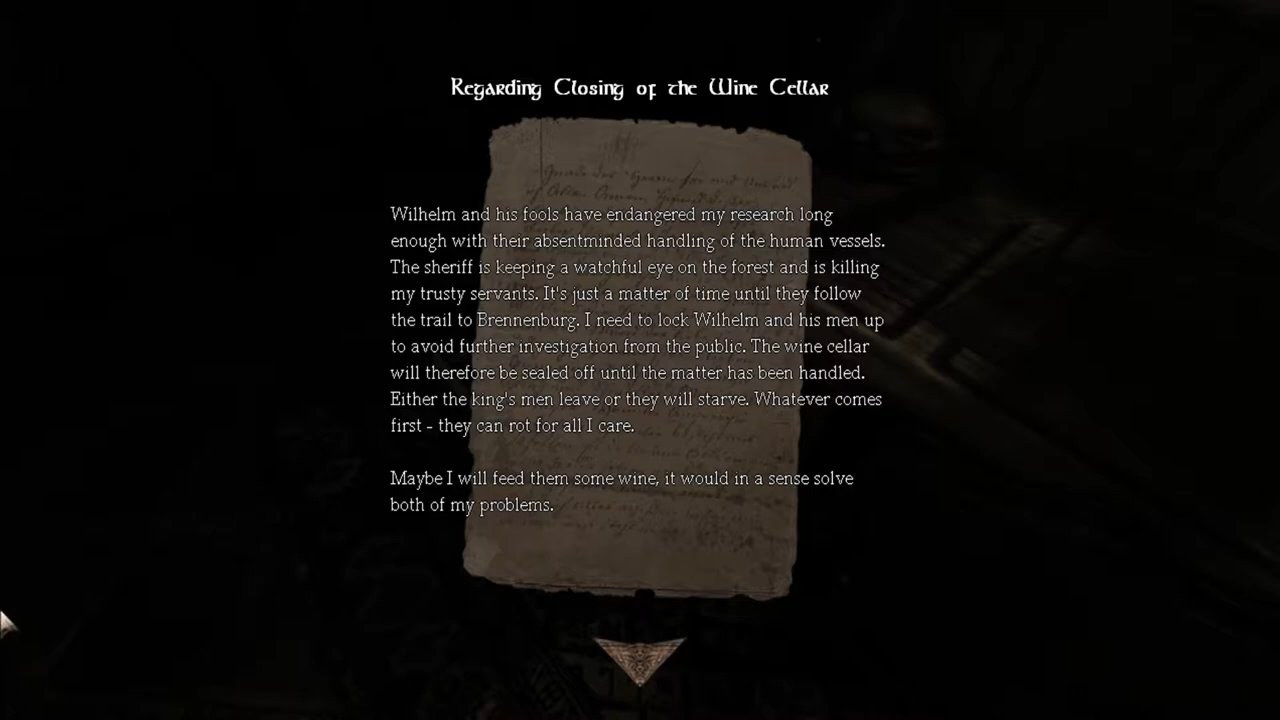 Regarding Closing of the Wine Cellar
Wilhelm and his fools have endangered my research long
enough with their absentminded handling of the human vessels.
The sheriff is keeping a watchful eye on the forest and is killing
my trusty servants. It's just a matter of time until they follow
the trail to Brennenburg. I need to lock Wilhelm and his men up
to avoid further investigation from the public. The wine cellar
will therefore be sealed off until the matter has been handled.
Either the king's men leave or they will starve. Whatever comes
first - they can rot for all I care.
Maybe I will feed them some wine, it would in a sense solve
both of my problems.